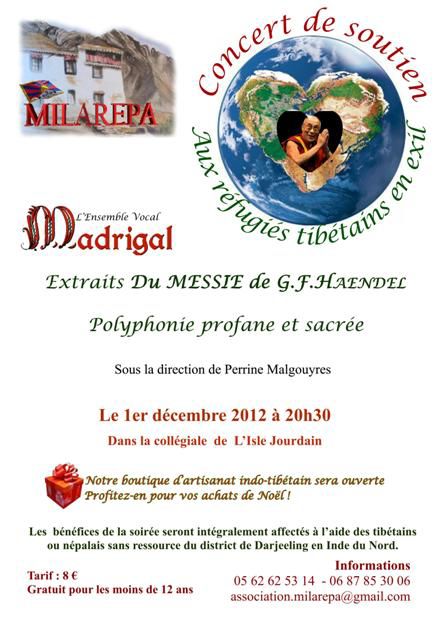 MILAREPA
Concert de soutien
Aux réfugiés tibétains en exil
L'Ensemble Vocal
Madrigal
Extraits Du MESSIE de G.F.HAENDEL
Polyphonie profane et sacrée
Sous la direction de Perrine Malgouyres
Le 1er décembre 2012 à 20h30
Dans la collégiale de L'Isle Jourdain
Notre boutique d'artisanat indo-tibétain sera ouverte
Profitez-en pour vos achats de Noël !
Les bénéfices de la soirée seront intégralement affectés à l'aide des tibétains
ou népalais sans ressource du district de Darjeeling en Inde du Nord.
Tarif : 8 €
Gratuit pour les moins de 12 ans
Informations
05 62 62 53 14 - 06 87 85 30 06
association.milarepa@gmail.com